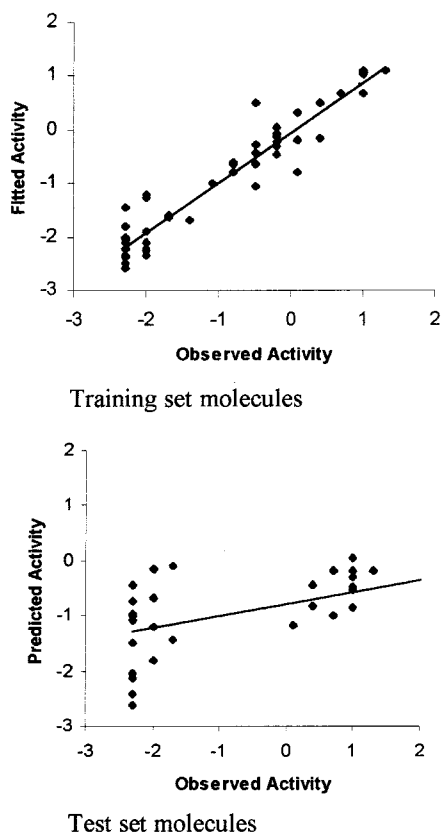 2
1
0
-1
-2
-3
Fitted Activity
-3 -2 -1 0 1 2
Observed Activity
Training set molecules
2
1
0
-1
-2
-3
Predicted Activity
-3 -2 -1 0 1 2
Observed Activity
Test set molecules